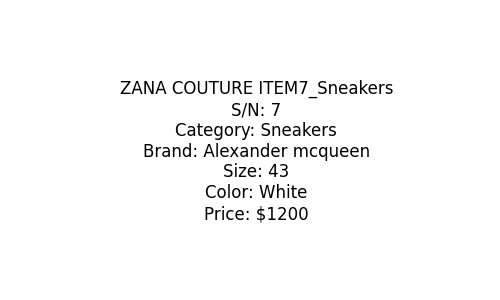 ZANA COUTURE ITEM7_Sneakers
S/N: 7
Category: Sneakers
Brand: Alexander mcqueen
Size: 43
Color: White
Price: $1200